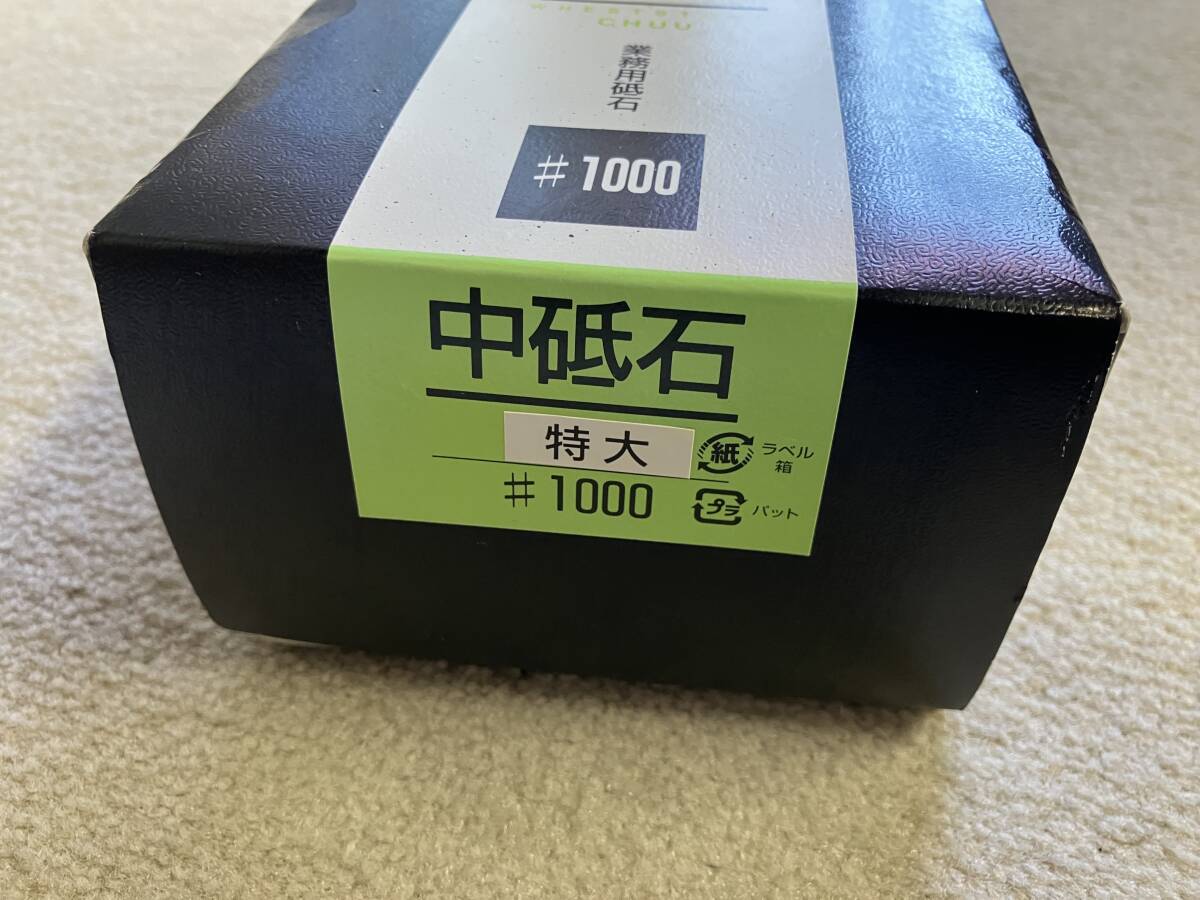 CHUU
業務用砥石
#1000
中砥石
特大
#1000
紙
ラベル
箱
プラ
パット